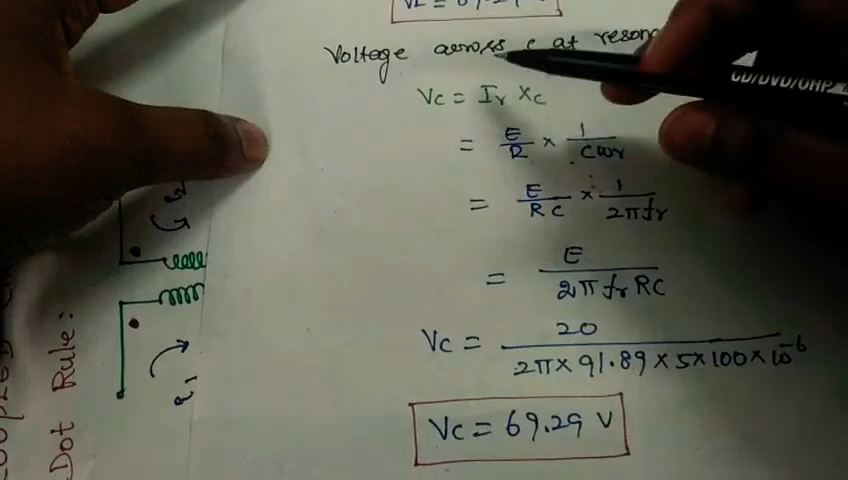 Voltage across c at reson
Vc = Ir Xc
= E/R × 1/Cωr
= E/RC × 1/2πfr
= E/2πfrRC
Vc = 20/2π×91.89×5×100×10^-6
Vc = 69.29 V
CD/DVD/OHP
Dot Rule: